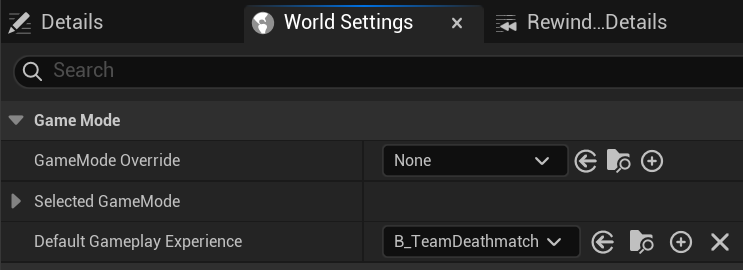 Details
World Settings
Rewind...Details
Search
Game Mode
GameMode Override
None
Selected GameMode
Default Gameplay Experience
B_TeamDeathmatch